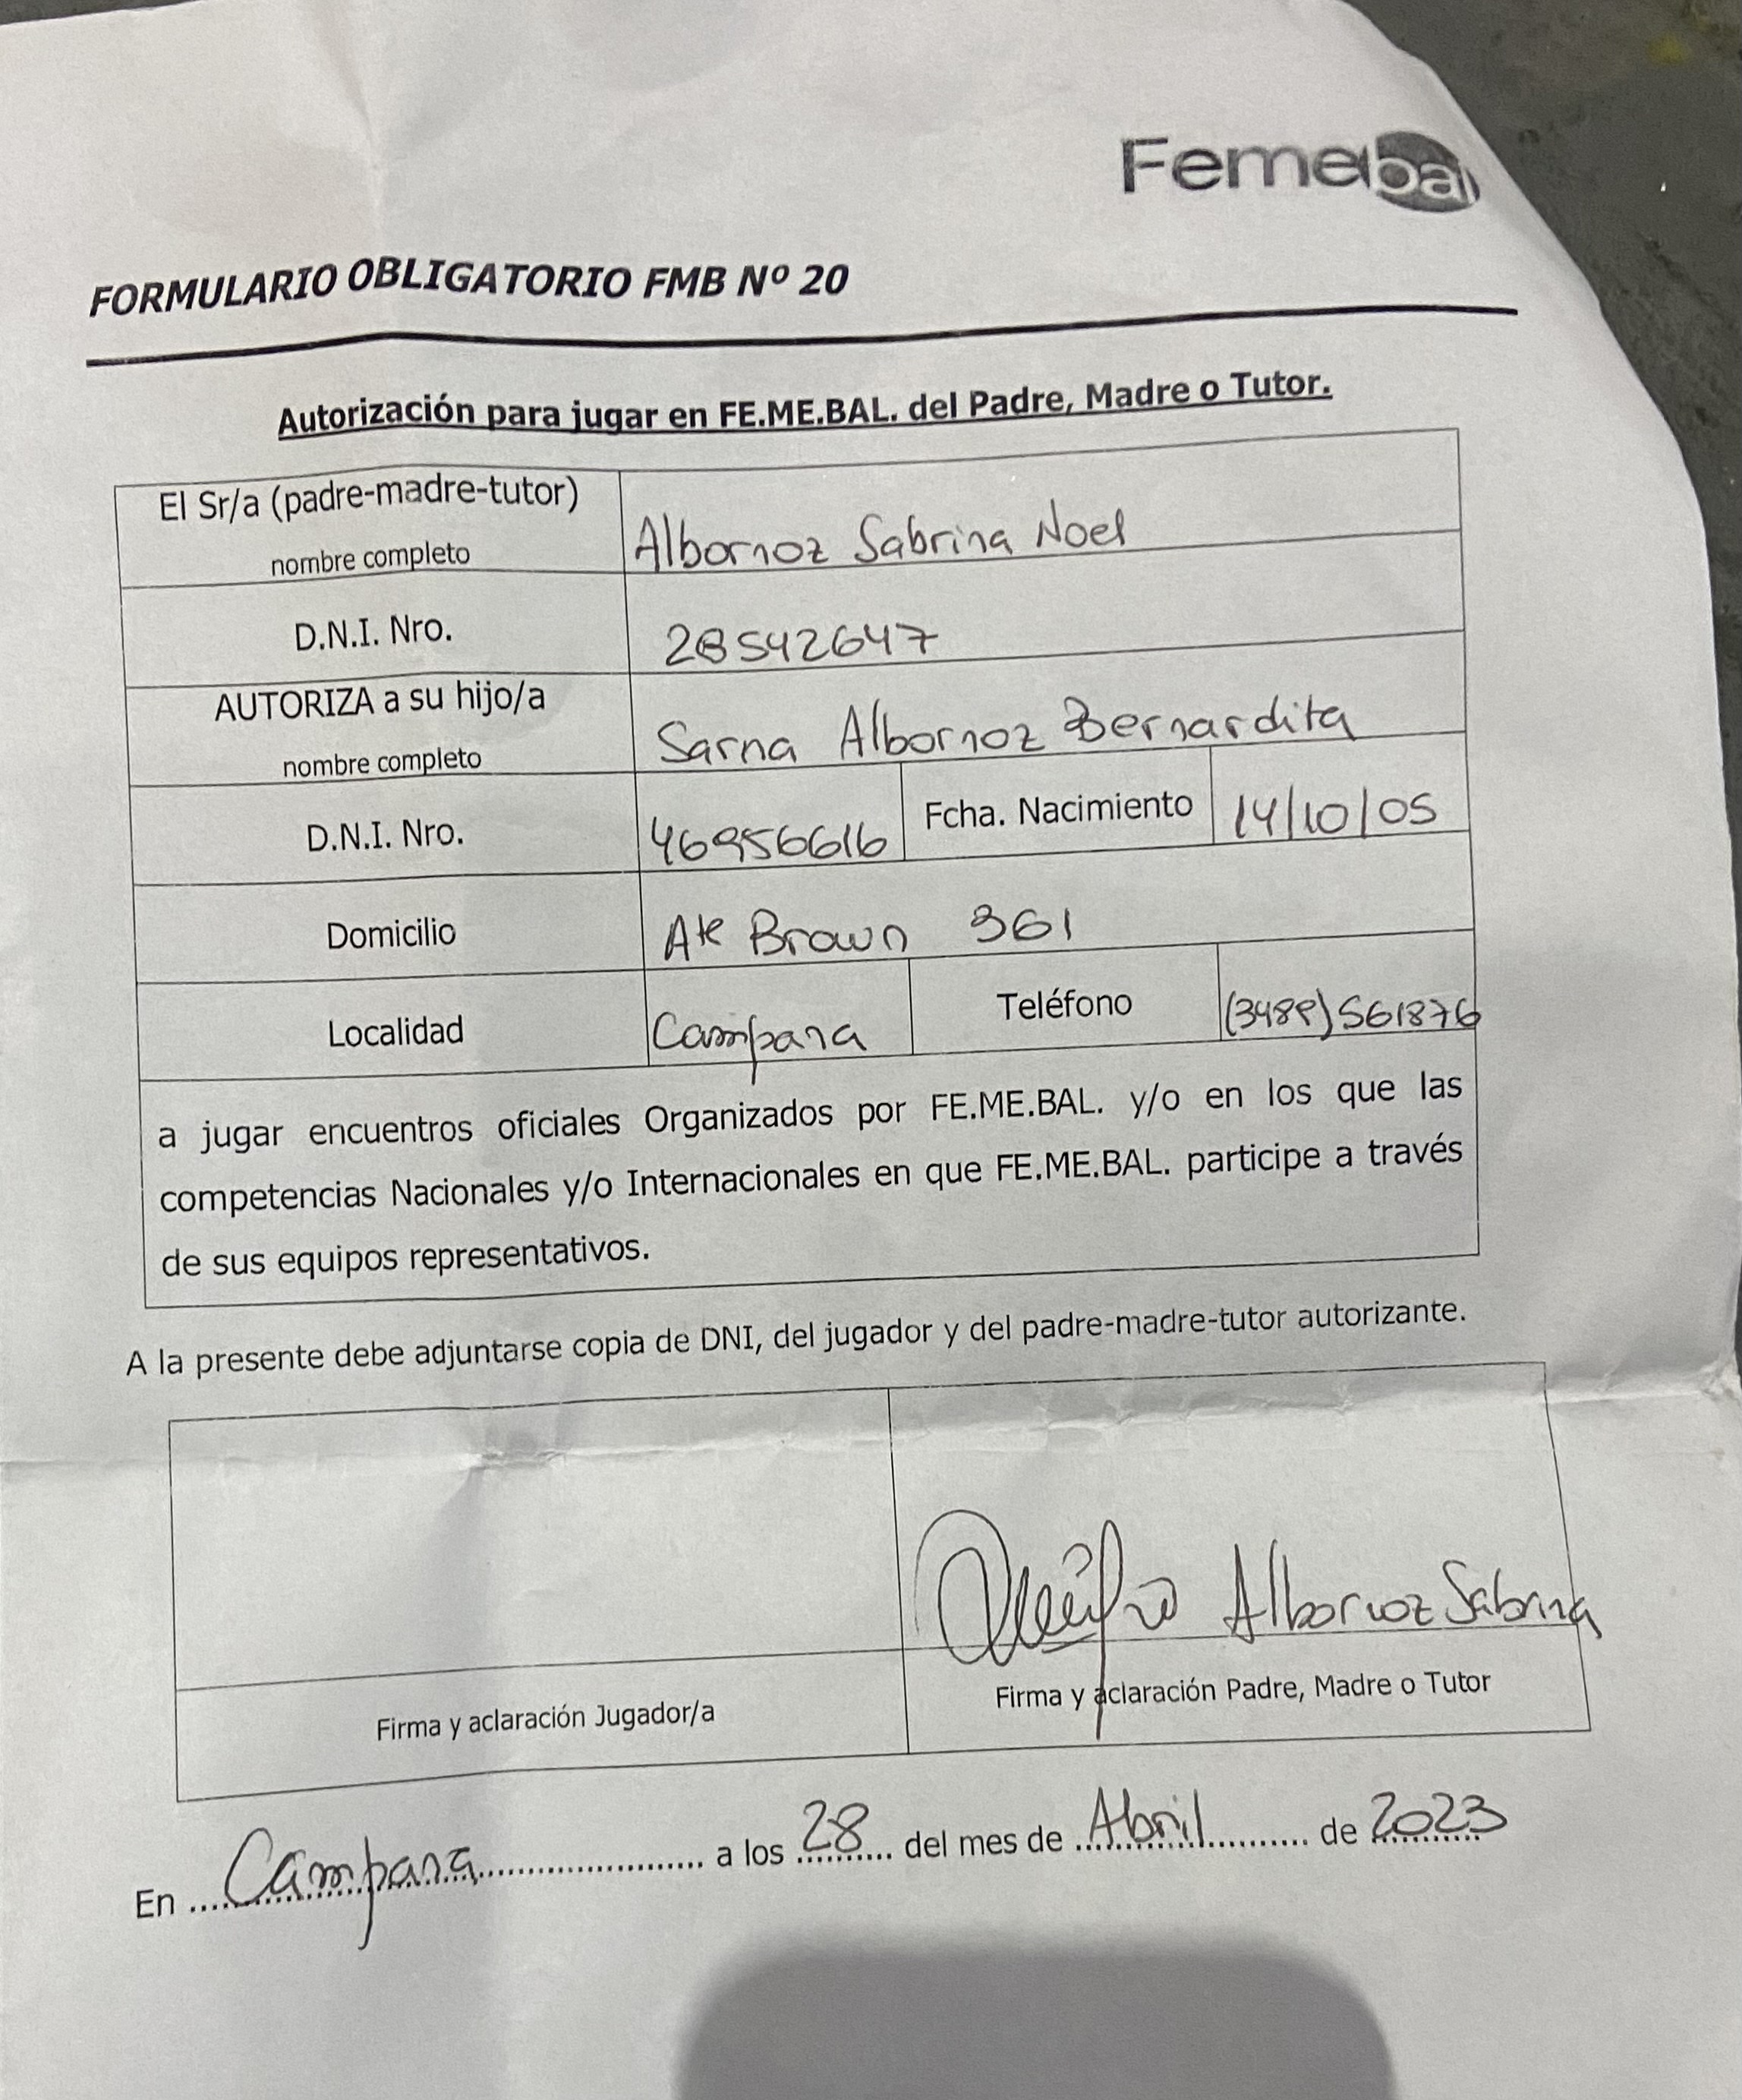 Femebal
FORMULARIO OBLIGATORIO FMB Nº 20
Autorización para jugar en FE.ME.BAL. del Padre, Madre o Tutor.
El Sr/a (padre-madre-tutor)
nombre completo
Albornoz Sabrina Noel
D.N.I. Nro. 28542647
AUTORIZA a su hijo/a
nombre completo
Sarna Albornoz Bernardita
D.N.I. Nro. 46956616 Fcha. Nacimiento 14/10/05
Domicilio Ate Brown 361
Localidad Campana Teléfono (3489) 561876
a jugar encuentros oficiales Organizados por FE.ME.BAL. y/o en los que las
competencias Nacionales y/o Internacionales en que FE.ME.BAL. participe a través
de sus equipos representativos.
A la presente debe adjuntarse copia de DNI, del jugador y del padre-madre-tutor autorizante.
Albornoz Sabrina
Firma y aclaración Jugador/a Firma y aclaración Padre, Madre o Tutor
En Campana a los 28 del mes de Abril de 2023